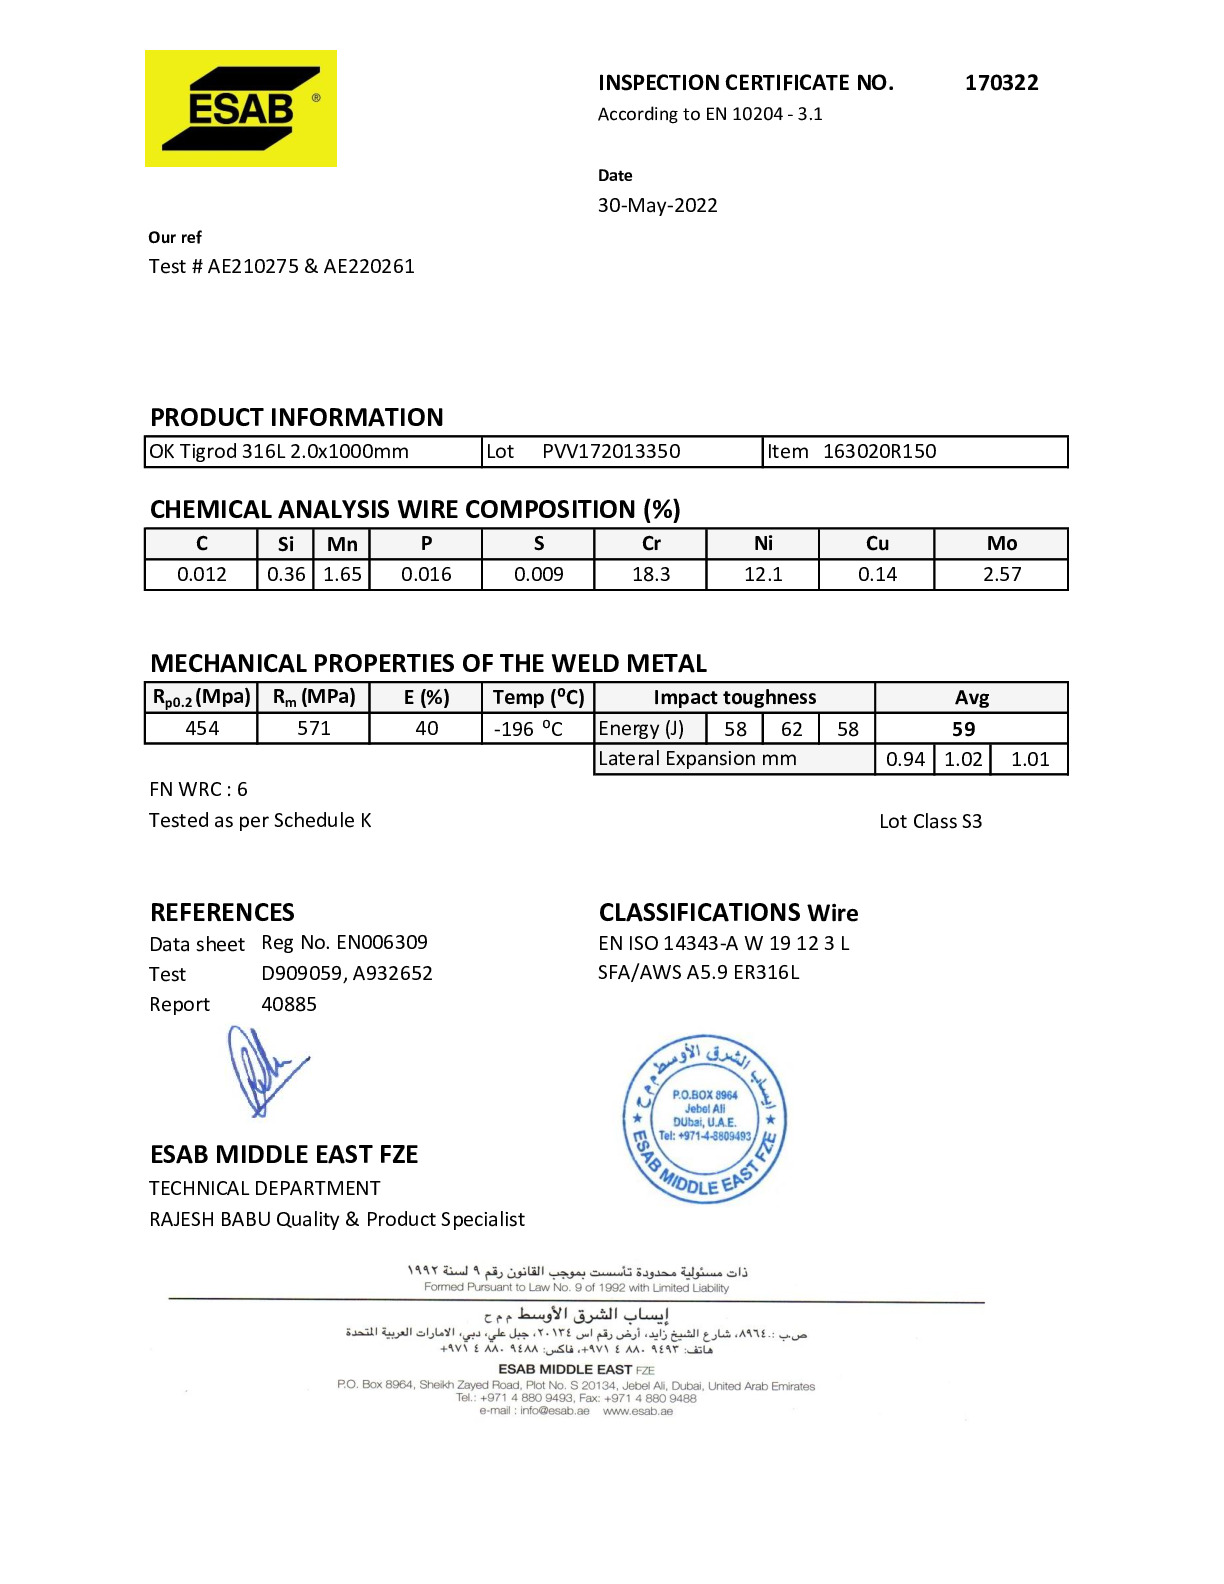 ESAB ®
INSPECTION CERTIFICATE NO. 170322
According to EN 10204 - 3.1
Date
30-May-2022
Our ref
Test # AE210275 & AE220261
PRODUCT INFORMATION
OK Tigrod 316L 2.0x1000mm Lot PVV172013350 Item 163020R150
CHEMICAL ANALYSIS WIRE COMPOSITION (%)
C Si Mn P S Cr Ni Cu Mo
0.012 0.36 1.65 0.016 0.009 18.3 12.1 0.14 2.57
MECHANICAL PROPERTIES OF THE WELD METAL
Rp0.2 (Mpa) Rm (MPa) E (%) Temp (⁰C) Impact toughness Avg
454 571 40 -196 ⁰C Energy (J) 58 62 58 59
Lateral Expansion mm 0.94 1.02 1.01
FN WRC : 6
Tested as per Schedule K Lot Class S3
REFERENCES
Data sheet Reg No. EN006309
Test D909059, A932652
Report 40885
CLASSIFICATIONS Wire
EN ISO 14343-A W 19 12 3 L
SFA/AWS A5.9 ER316L
ايساب الشرق الأوسط م م ح
P.O.BOX 8964
Jebel Ali
DUbai, U.A.E.
Tel: +971-4-8809493
★ ESAB MIDDLE EAST FZE ★
ESAB MIDDLE EAST FZE
TECHNICAL DEPARTMENT
RAJESH BABU Quality & Product Specialist
ذات مسئولية محدودة تأسست بموجب القانون رقم ٩ لسنة ١٩٩٢
Formed Pursuant to Law No. 9 of 1992 with Limited Liability
إيساب الشرق الأوسط م م ح
ص.ب.: ٨٩٦٤، شارع الشيخ زايد، أرض رقم اس ٢٠١٣٤، جبل علي، دبي، الامارات العربية المتحدة
هاتف: ٩٤٩٣ ٨٨٠ ٤ ٩٧١+، فاكس: ٩٤٨٨ ٨٨٠ ٤ ٩٧١+
ESAB MIDDLE EAST FZE
P.O. Box 8964, Sheikh Zayed Road, Plot No. S 20134, Jebel Ali, Dubai, United Arab Emirates
Tel.: +971 4 880 9493, Fax: +971 4 880 9488
e-mail : info@esab.ae www.esab.ae